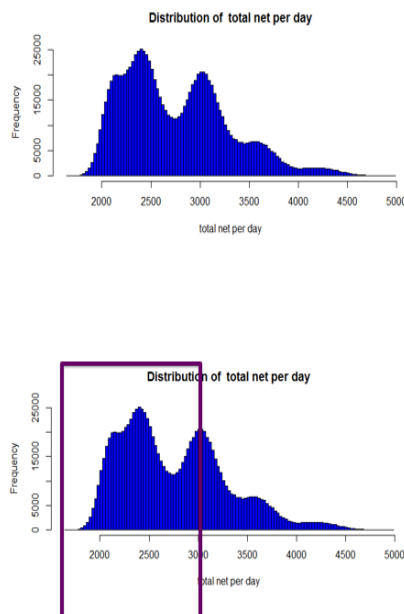 Distribution of total net per day
Frequency
25000
15000
5000
0
2000 2500 3000 3500 4000 4500 5000
total net per day
Distribution of total net per day
Frequency
25000
15000
5000
0
2000 2500 3000 3500 4000 4500 5000
total net per day